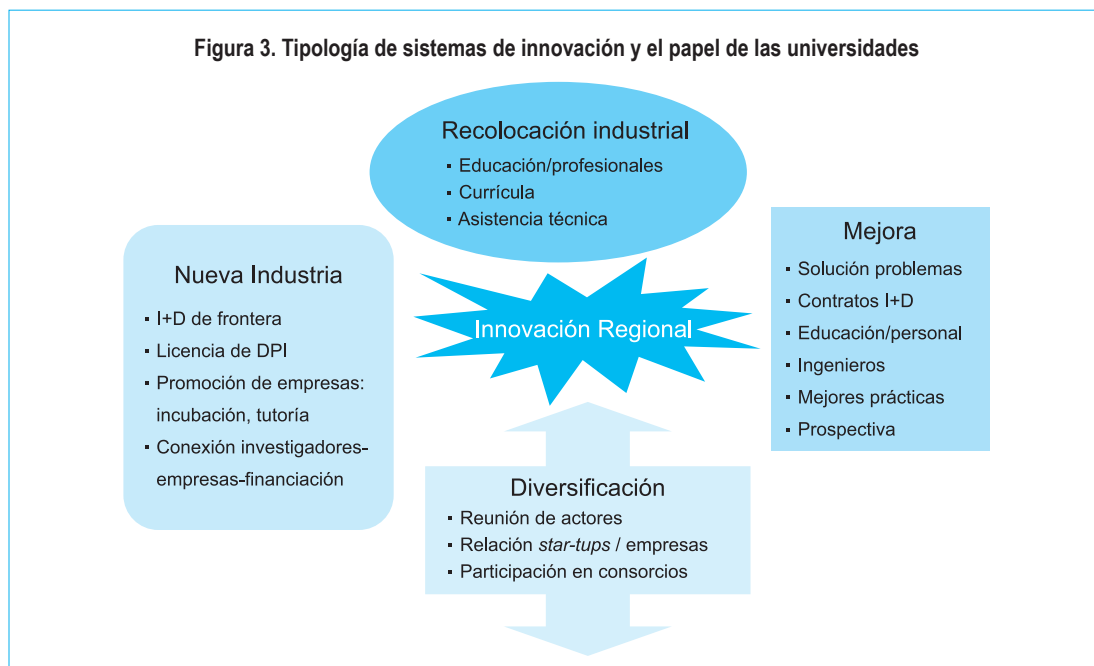 Figura 3. Tipología de sistemas de innovación y el papel de las universidades
Recolocación industrial
▪ Educación/profesionales
▪ Currícula
▪ Asistencia técnica
Nueva Industria
▪ I+D de frontera
▪ Licencia de DPI
▪ Promoción de empresas:
incubación, tutoría
▪ Conexión investigadores-
empresas-financiación
Innovación Regional
Mejora
▪ Solución problemas
▪ Contratos I+D
▪ Educación/personal
▪ Ingenieros
▪ Mejores prácticas
▪ Prospectiva
Diversificación
▪ Reunión de actores
▪ Relación star-tups / empresas
▪ Participación en consorcios